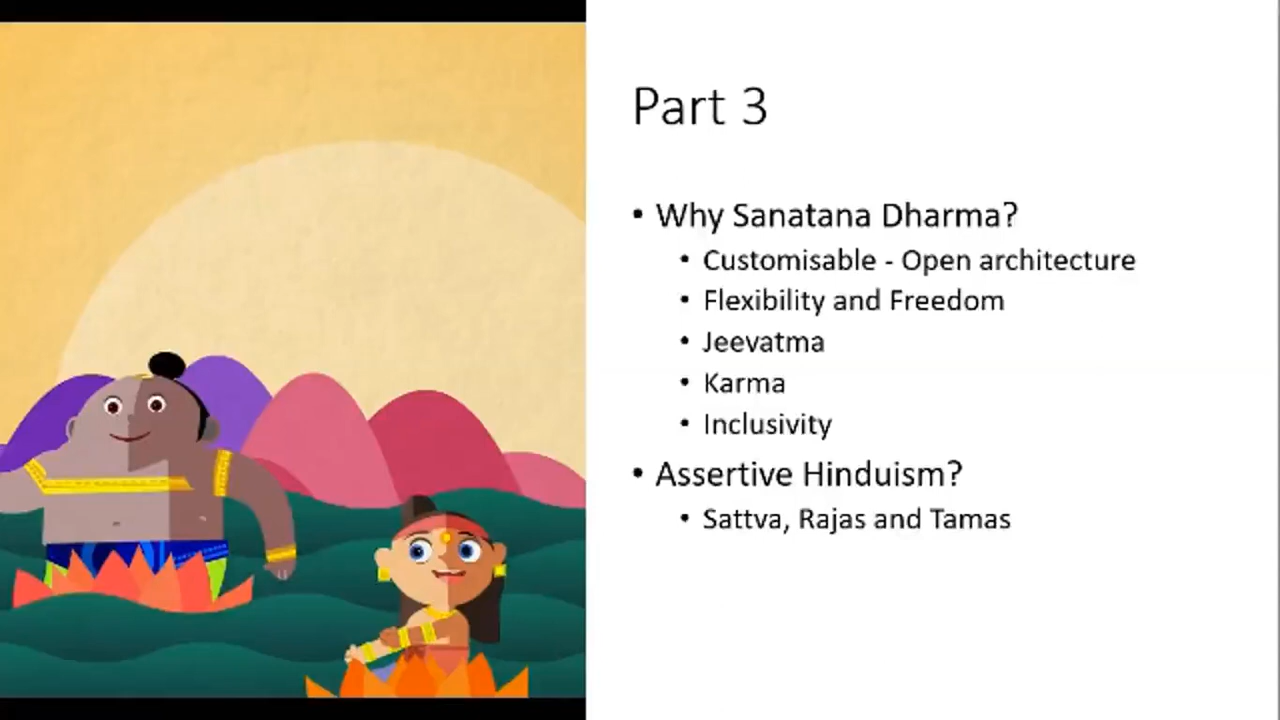 Part 3
• Why Sanatana Dharma?
• Customisable - Open architecture
• Flexibility and Freedom
• Jeevatma
• Karma
• Inclusivity
• Assertive Hinduism?
• Sattva, Rajas and Tamas